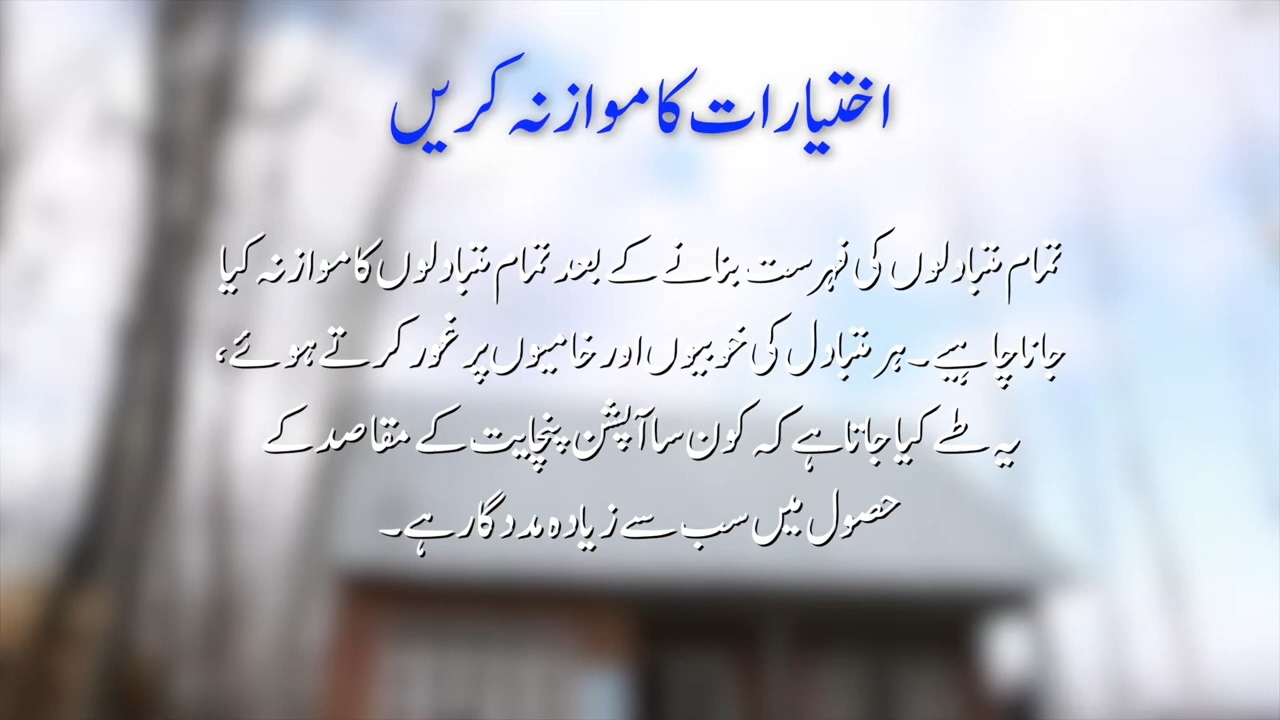 اختیارات کا موازنہ کریں
تمام متبادلوں کی فہرست بنانے کے بعد تمام متبادلوں کا موازنہ کیا
جانا چاہیے۔ ہر متبادل کی خوبیوں اور خامیوں پر غور کرتے ہوئے،
یہ طے کیا جاتا ہے کہ کون سا آپشن پنچایت کے مقاصد کے
حصول میں سب سے زیادہ مددگار ہے۔